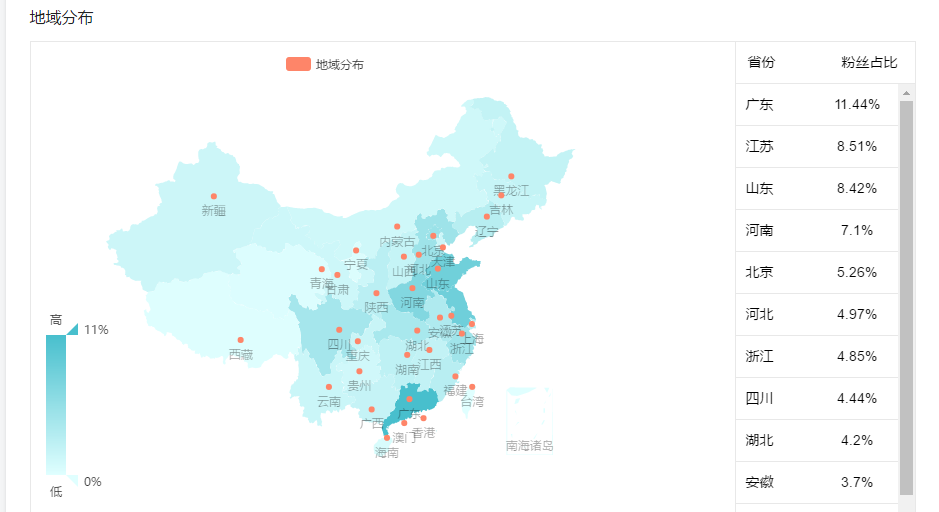 地域分布
地域分布
省份 粉丝占比
广东 11.44%
江苏 8.51%
山东 8.42%
河南 7.1%
北京 5.26%
河北 4.97%
浙江 4.85%
四川 4.44%
湖北 4.2%
安徽 3.7%
黑龙江
新疆
吉林
辽宁
内蒙古
北京
宁夏
天津
山西
河北
青海
甘肃
山东
河南
陕西
安徽
江苏
上海
四川
湖北
浙江
西藏
重庆
湖南
江西
贵州
福建
云南
台湾
广东
广西
香港
澳门
海南
南海诸岛
高
11%
0%
低